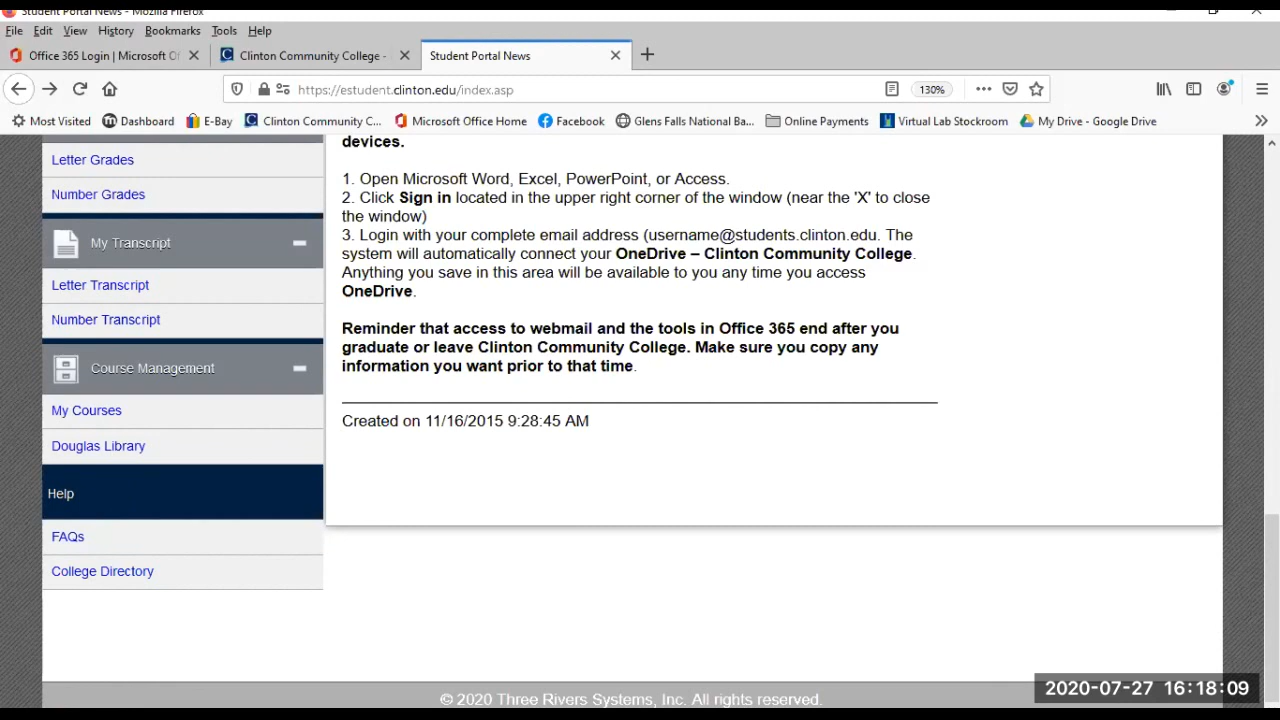 Student Portal News - Mozilla Firefox
File Edit View History Bookmarks Tools Help
Office 365 Login | Microsoft Of
Clinton Community College -
Student Portal News
https://estudent.clinton.edu/index.asp
130%
Most Visited
Dashboard
E-Bay
Clinton Community C...
Microsoft Office Home
Facebook
Glens Falls National Ba...
Online Payments
Virtual Lab Stockroom
My Drive - Google Drive
Letter Grades
Number Grades
My Transcript
Letter Transcript
Number Transcript
Course Management
My Courses
Douglas Library
Help
FAQs
College Directory
devices.
1. Open Microsoft Word, Excel, PowerPoint, or Access.
2. Click Sign in located in the upper right corner of the window (near the 'X' to close
the window)
3. Login with your complete email address (username@students.clinton.edu. The
system will automatically connect your OneDrive – Clinton Community College.
Anything you save in this area will be available to you any time you access
OneDrive.
Reminder that access to webmail and the tools in Office 365 end after you
graduate or leave Clinton Community College. Make sure you copy any
information you want prior to that time.
Created on 11/16/2015 9:28:45 AM
© 2020 Three Rivers Systems, Inc. All rights reserved.
2020-07-27 16:18:09